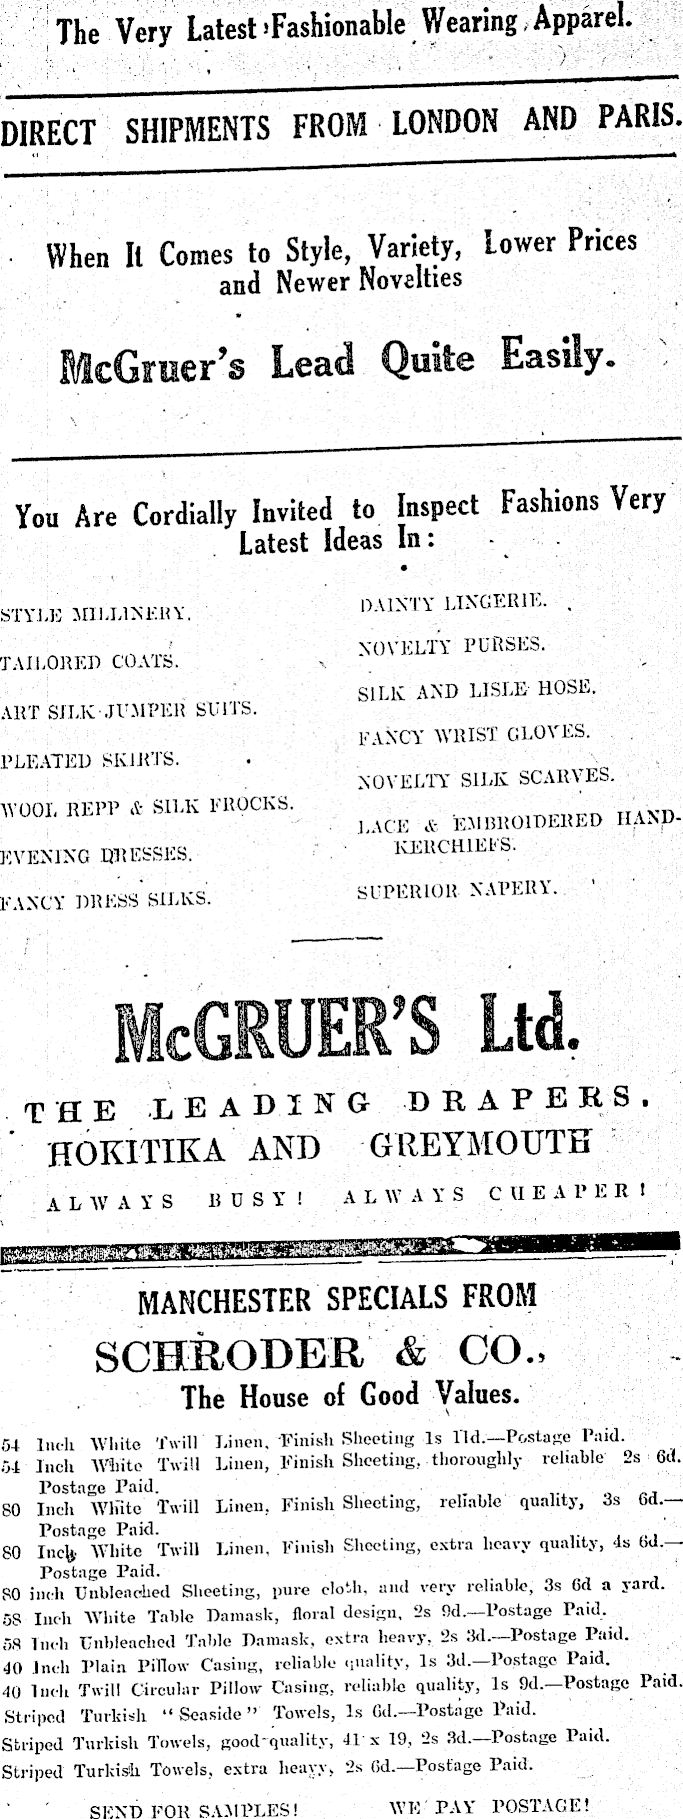 The Very Latest Fashionable Wearing Apparel.
DIRECT SHIPMENTS FROM LONDON AND PARIS.
When It Comes to Style, Variety, Lower Prices
and Newer Novelties
McGruer's Lead Quite Easily.
You Are Cordially Invited to Inspect Fashions Very
Latest Ideas In:
STYLE MILLINERY.
TAILORED COATS.
ART SILK JUMPER SUITS.
PLEATED SKIRTS.
WOOL REPP & SILK FROCKS.
EVENING DRESSES.
FANCY DRESS SILKS.
DAINTY LINGERIE.
NOVELTY PURSES.
SILK AND LISLE HOSE.
FANCY WRIST GLOVES.
NOVELTY SILK SCARVES.
LACE & EMBROIDERED HAND-
KERCHIEFS.
SUPERIOR NAPERY.
McGRUER'S Ltd.
THE LEADING DRAPERS.
HOKITIKA AND GREYMOUTH
ALWAYS BUSY! ALWAYS CHEAPER!
MANCHESTER SPECIALS FROM
SCHRODER & CO.,
The House of Good Values.
54 Inch White Twill Linen, Finish Sheeting 1s 11d.—Postage Paid.
54 Inch White Twill Linen, Finish Sheeting, thoroughly reliable 2s 6d.
Postage Paid.
80 Inch White Twill Linen, Finish Sheeting, reliable quality, 3s 6d.—
Postage Paid.
80 Inch White Twill Linen, Finish Sheeting, extra heavy quality, 4s 6d.—
Postage Paid.
80 inch Unbleached Sheeting, pure cloth, and very reliable, 3s 6d a yard.
58 Inch White Table Damask, floral design, 2s 9d.—Postage Paid.
58 Inch Unbleached Table Damask, extra heavy, 2s 3d.—Postage Paid.
40 Inch Plain Pillow Casing, reliable quality, 1s 3d.—Postage Paid.
40 Inch Twill Circular Pillow Casing, reliable quality, 1s 9d.—Postage Paid.
Striped Turkish "Seaside" Towels, 1s 6d.—Postage Paid.
Striped Turkish Towels, good quality, 41 x 19, 2s 3d.—Postage Paid.
Striped Turkish Towels, extra heavy, 2s 6d.—Postage Paid.
SEND FOR SAMPLES! WE PAY POSTAGE!